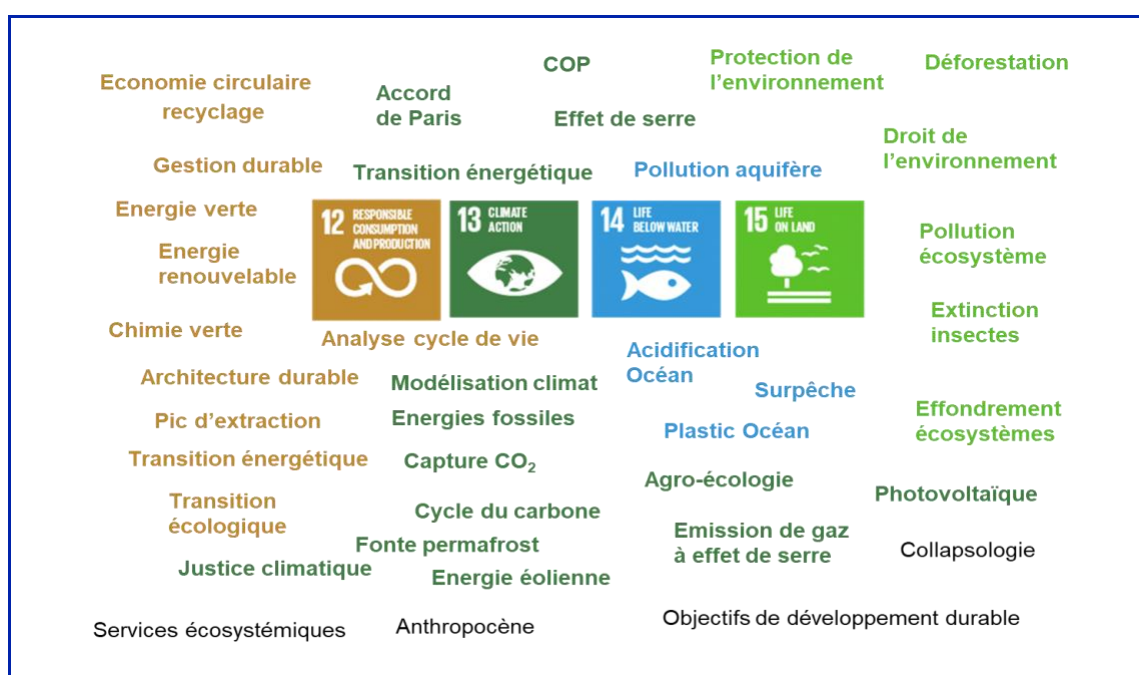 COP
Protection de
l'environnement
Déforestation
Economie circulaire
recyclage
Accord
de Paris
Effet de serre
Droit de
l'environnement
Gestion durable
Transition énergétique
Pollution aquifère
Energie verte
12 RESPONSIBLE
CONSUMPTION
AND PRODUCTION
13 CLIMATE
ACTION
14 LIFE
BELOW WATER
15 LIFE
ON LAND
Pollution
écosystème
Energie
renouvelable
Extinction
insectes
Chimie verte
Analyse cycle de vie
Acidification
Océan
Architecture durable
Modélisation climat
Surpêche
Pic d'extraction
Energies fossiles
Plastic Océan
Effondrement
écosystèmes
Transition énergétique
Capture CO2
Agro-écologie
Photovoltaïque
Transition
écologique
Cycle du carbone
Emission de gaz
à effet de serre
Fonte permafrost
Collapsologie
Justice climatique
Energie éolienne
Services écosystémiques
Anthropocène
Objectifs de développement durable